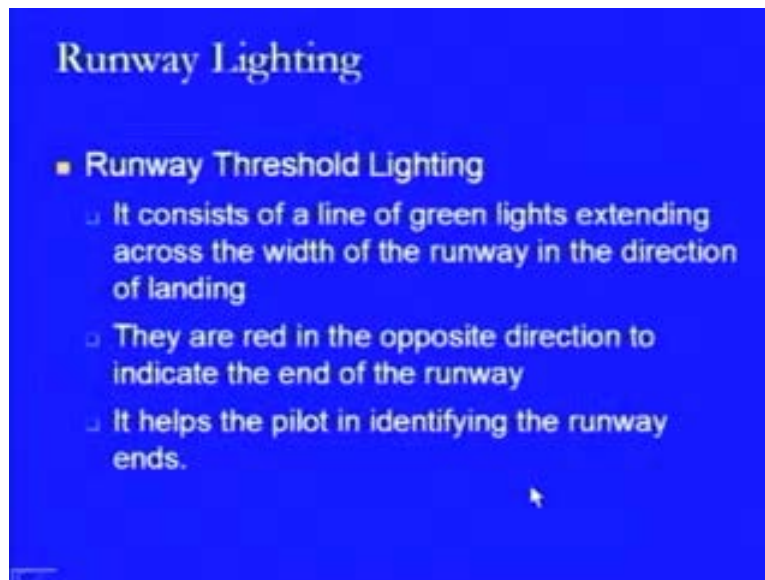 Runway Lighting
Runway Threshold Lighting
It consists of a line of green lights extending
across the width of the runway in the direction
of landing
They are red in the opposite direction to
indicate the end of the runway
It helps the pilot in identifying the runway
ends.